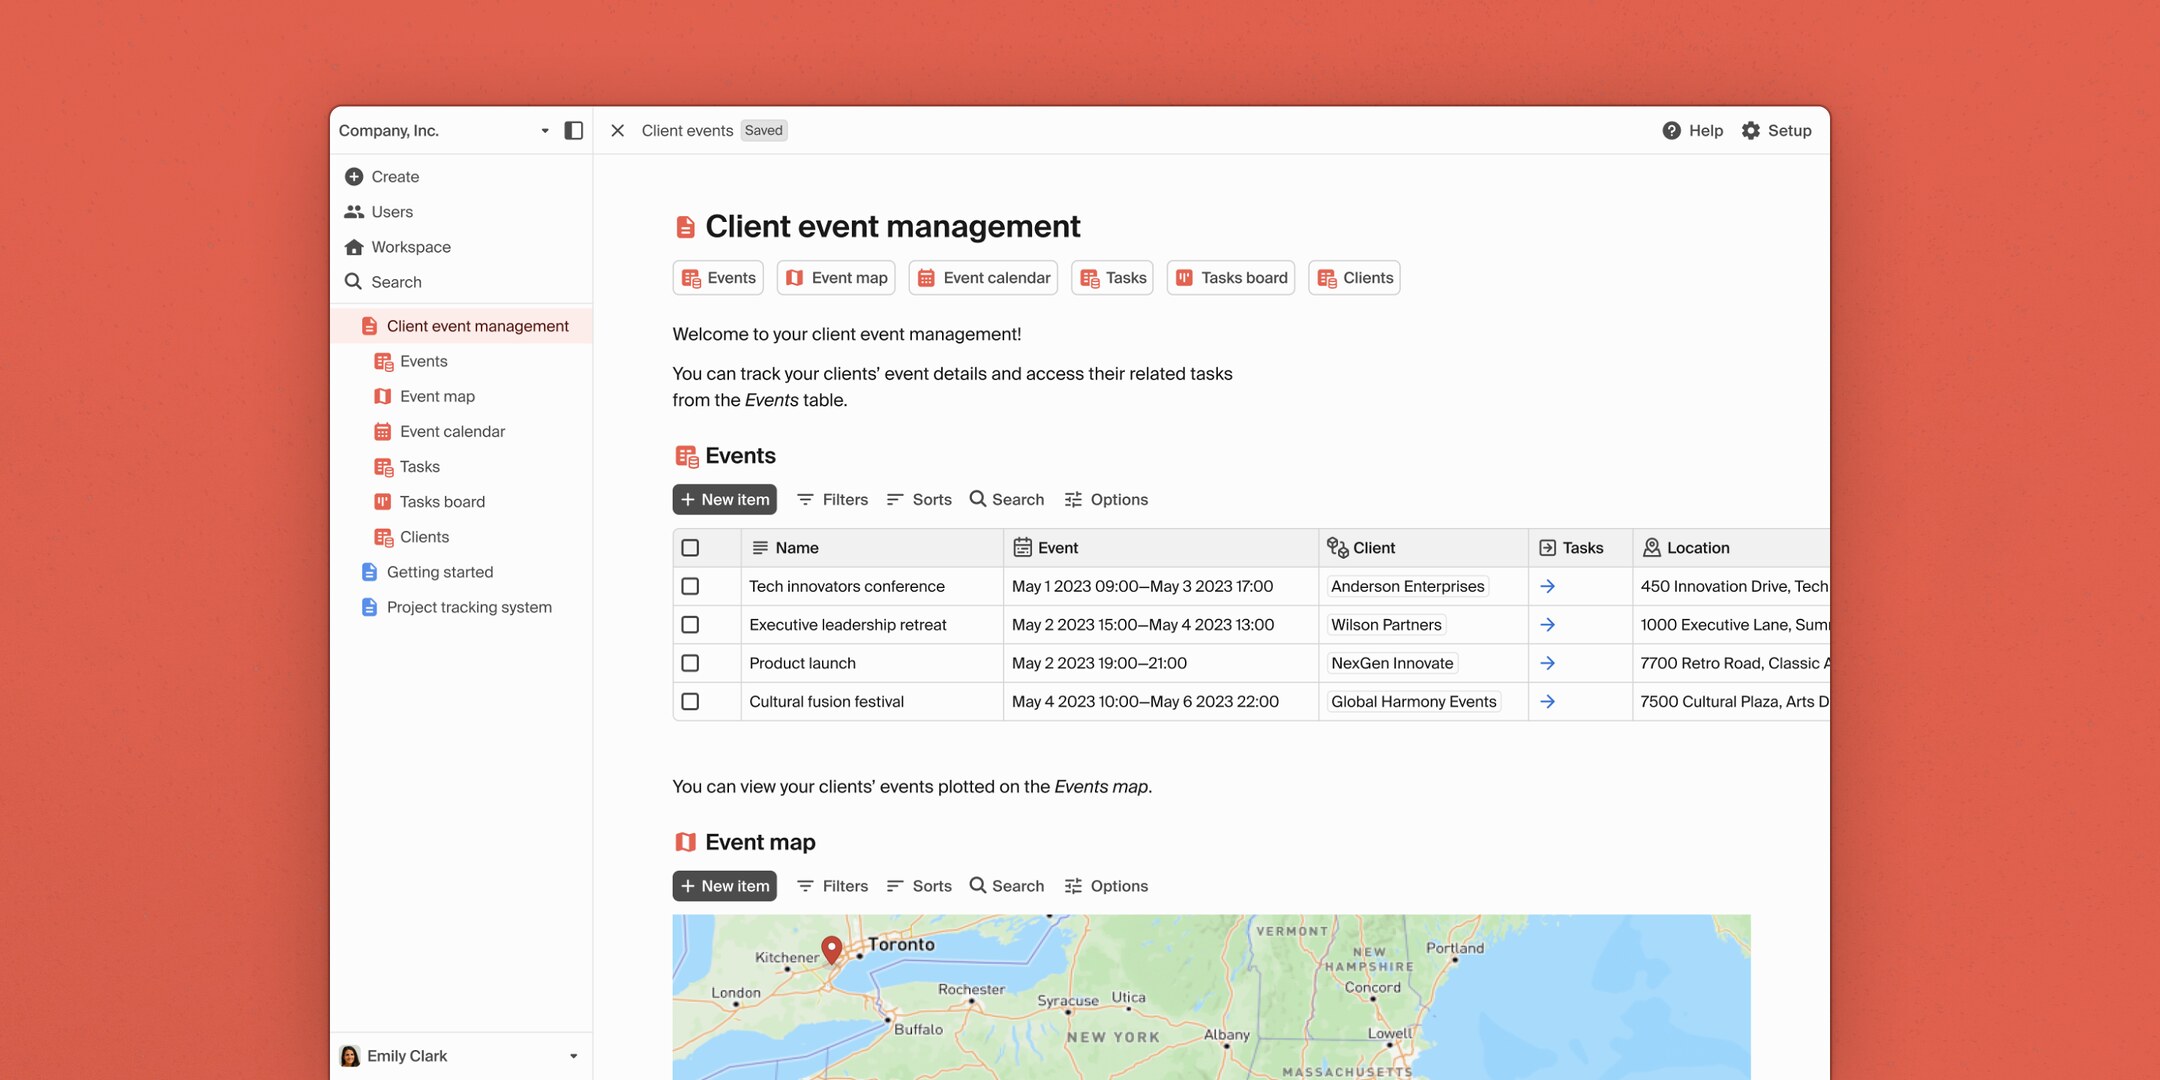 Company, Inc.
Client events Saved
Help Setup
Create
Users
Workspace
Search
Client event management
Events
Event map
Event calendar
Tasks
Tasks board
Clients
Getting started
Project tracking system
Emily Clark
Client event management
Events Event map Event calendar Tasks Tasks board Clients
Welcome to your client event management!
You can track your clients’ event details and access their related tasks
from the Events table.
Events
New item Filters Sorts Search Options
Name Event Client Tasks Location
Tech innovators conference May 1 2023 09:00—May 3 2023 17:00 Anderson Enterprises 450 Innovation Drive, Tech
Executive leadership retreat May 2 2023 15:00—May 4 2023 13:00 Wilson Partners 1000 Executive Lane,
Product launch May 2 2023 19:00—21:00 NexGen Innovate 7700 Retro Road, Classic
Cultural fusion festival May 4 2023 10:00—May 6 2023 22:00 Global Harmony Events 7500 Cultural Plaza, Arts
You can view your clients’ events plotted on the Events map.
Event map
New item Filters Sorts Search Options
VERMONT
Toronto
Portland
NEW
HAMPSHIRE
Kitchener
Concord
Rochester
London
Utica
Syracuse
Buffalo
NEW YORK
Albany
Lowell
MASSACHUSETTS